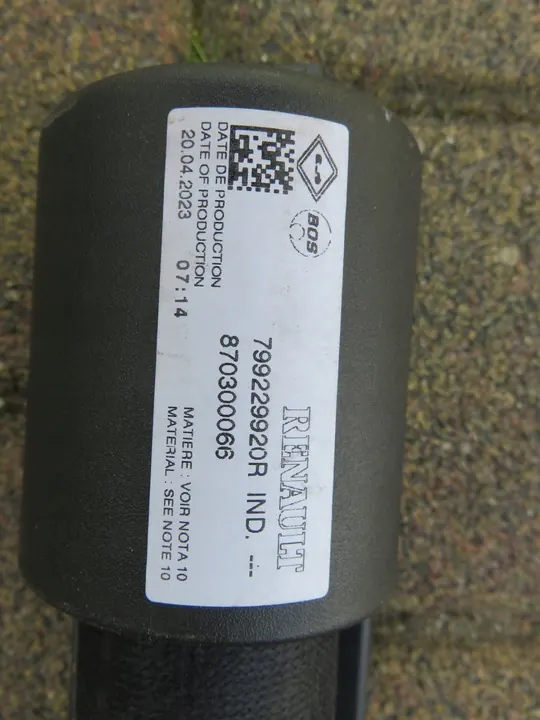 BOS
RENAULT
799229920R IND. ---
870300066
DATE DE PRODUCTION
DATE OF PRODUCTION
20.04.2023 07:14
MATIERE : VOIR NOTA 10
MATERIAL : SEE NOTE 10